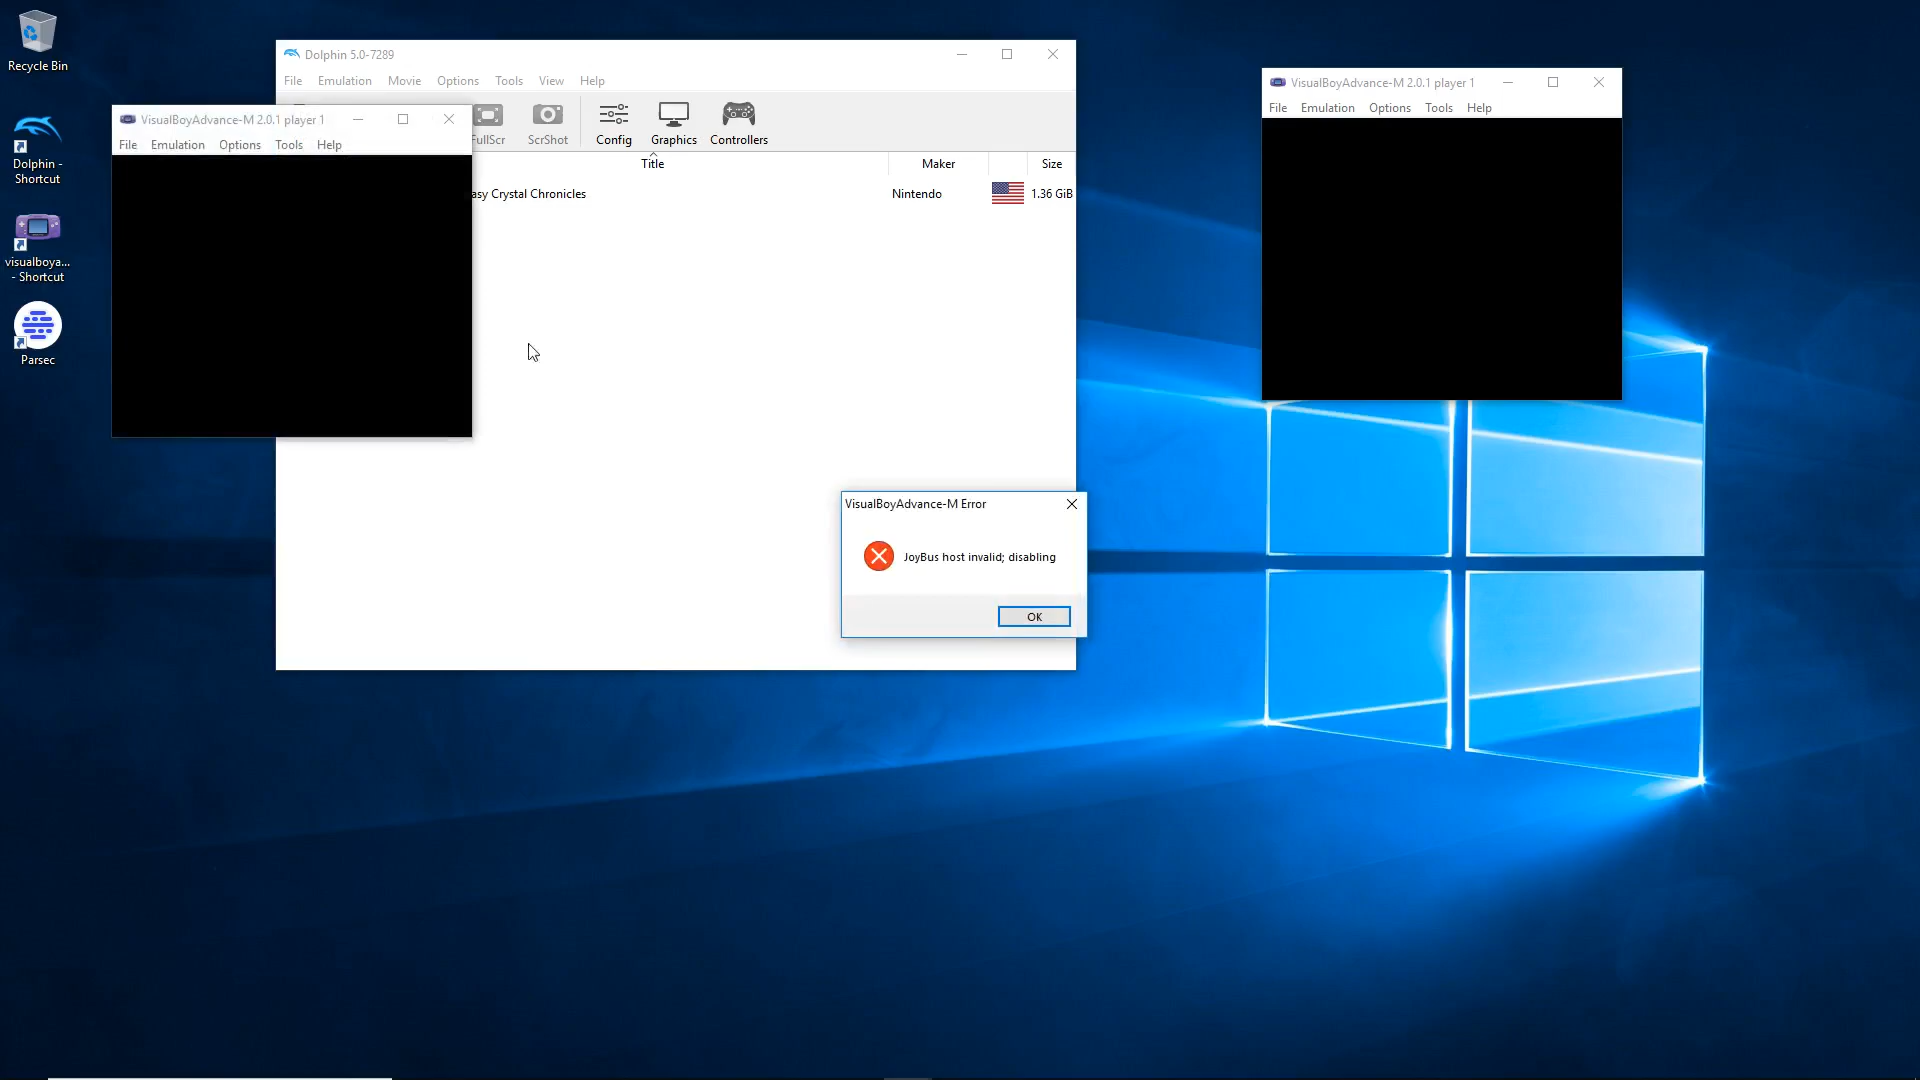 Recycle Bin
Dolphin -
Shortcut
visualboya...
- Shortcut
Parsec
Dolphin 5.0-7289
File Emulation Movie Options Tools View Help
FullScr ScrShot Config Graphics Controllers
Title Maker Size
asy Crystal Chronicles Nintendo 1.36 GiB
VisualBoyAdvance-M 2.0.1 player 1
File Emulation Options Tools Help
VisualBoyAdvance-M 2.0.1 player 1
File Emulation Options Tools Help
VisualBoyAdvance-M Error
JoyBus host invalid; disabling
OK